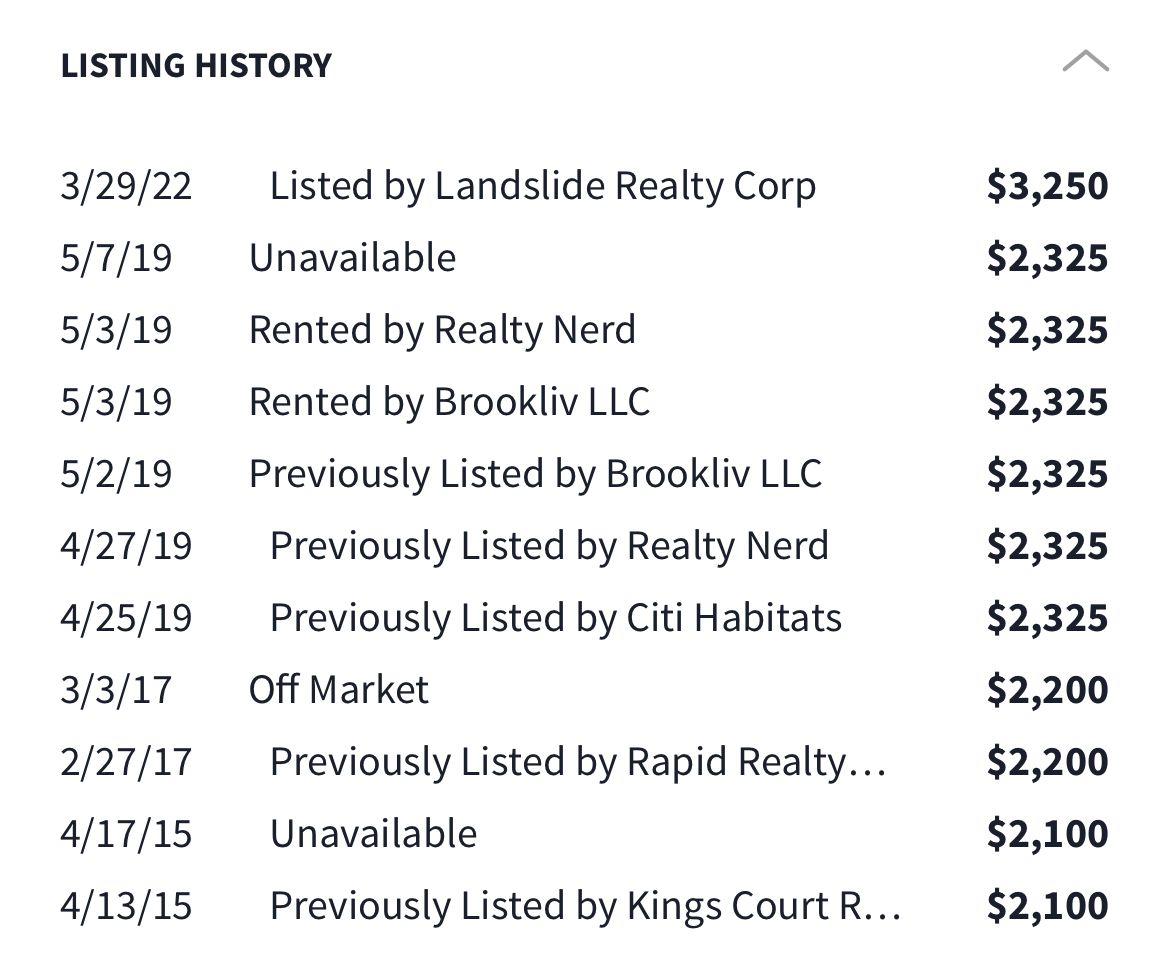 LISTING HISTORY
3/29/22 Listed by Landslide Realty Corp $3,250
5/7/19 Unavailable $2,325
5/3/19 Rented by Realty Nerd $2,325
5/3/19 Rented by Brookliv LLC $2,325
5/2/19 Previously Listed by Brookliv LLC $2,325
4/27/19 Previously Listed by Realty Nerd $2,325
4/25/19 Previously Listed by Citi Habitats $2,325
3/3/17 Off Market $2,200
2/27/17 Previously Listed by Rapid Realty… $2,200
4/17/15 Unavailable $2,100
4/13/15 Previously Listed by Kings Court R… $2,100